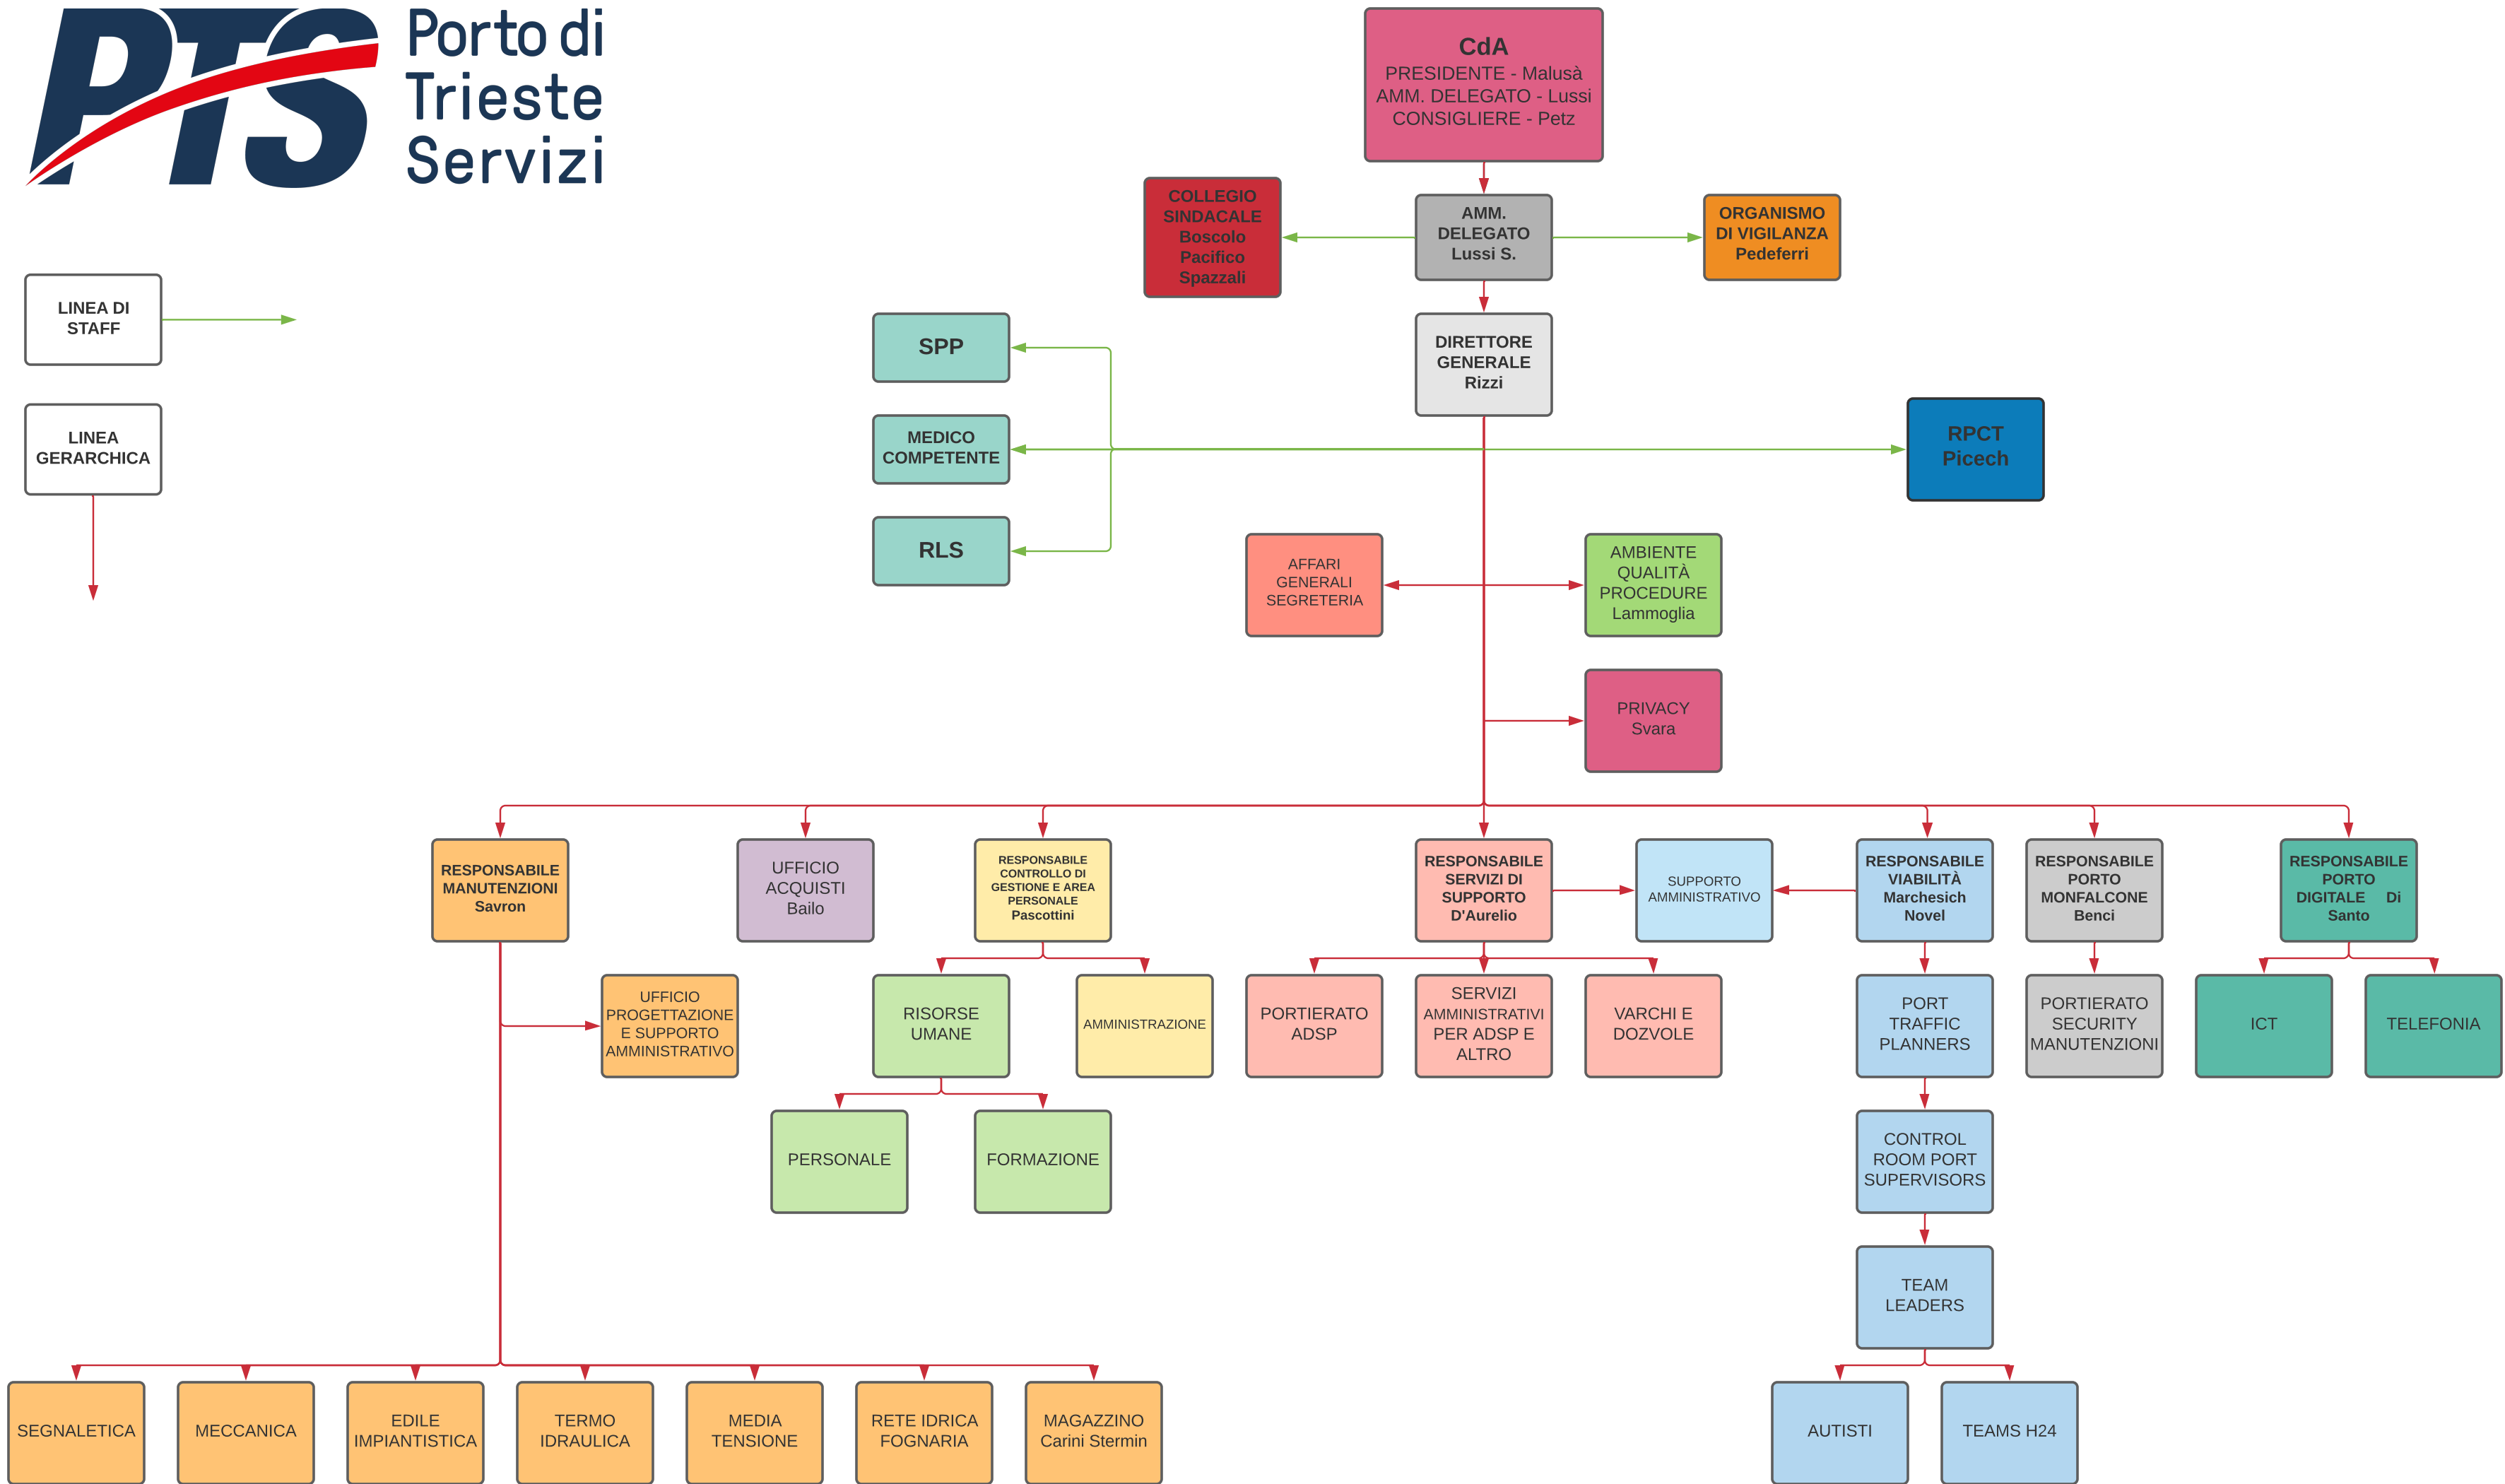 PTS
Porto di
Trieste
Servizi
CdA
PRESIDENTE - Malusà
AMM. DELEGATO - Lussi
CONSIGLIERE - Petz
COLLEGIO
SINDACALE
Boscolo
Pacifico
Spazzali
AMM.
DELEGATO
Lussi S.
ORGANISMO
DI VIGILANZA
Pedeferri
LINEA DI
STAFF
SPP
DIRETTORE
GENERALE
Rizzi
LINEA
GERARCHICA
MEDICO
COMPETENTE
RPCT
Picech
RLS
AFFARI
GENERALI
SEGRETERIA
AMBIENTE
QUALITÀ
PROCEDURE
Lammoglia
PRIVACY
Svara
RESPONSABILE
MANUTENZIONI
Savron
UFFICIO
ACQUISTI
Bailo
RESPONSABILE
CONTROLLO DI
GESTIONE E AREA
PERSONALE
Pascottini
RESPONSABILE
SERVIZI DI
SUPPORTO
D'Aurelio
SUPPORTO
AMMINISTRATIVO
RESPONSABILE
VIABILITÀ
Marchesich
Novel
RESPONSABILE
PORTO
MONFALCONE
Benci
RESPONSABILE
PORTO
DIGITALE Di
Santo
UFFICIO
PROGETTAZIONE
E SUPPORTO
AMMINISTRATIVO
RISORSE
UMANE
AMMINISTRAZIONE
PORTIERATO
ADSP
SERVIZI
AMMINISTRATIVI
PER ADSP E
ALTRO
VARCHI E
DOZVOLE
PORT
TRAFFIC
PLANNERS
PORTIERATO
SECURITY
MANUTENZIONI
ICT
TELEFONIA
PERSONALE
FORMAZIONE
CONTROL
ROOM PORT
SUPERVISORS
TEAM
LEADERS
SEGNALETICA
MECCANICA
EDILE
IMPIANTISTICA
TERMO
IDRAULICA
MEDIA
TENSIONE
RETE IDRICA
FOGNARIA
MAGAZZINO
Carini Stermin
AUTISTI
TEAMS H24